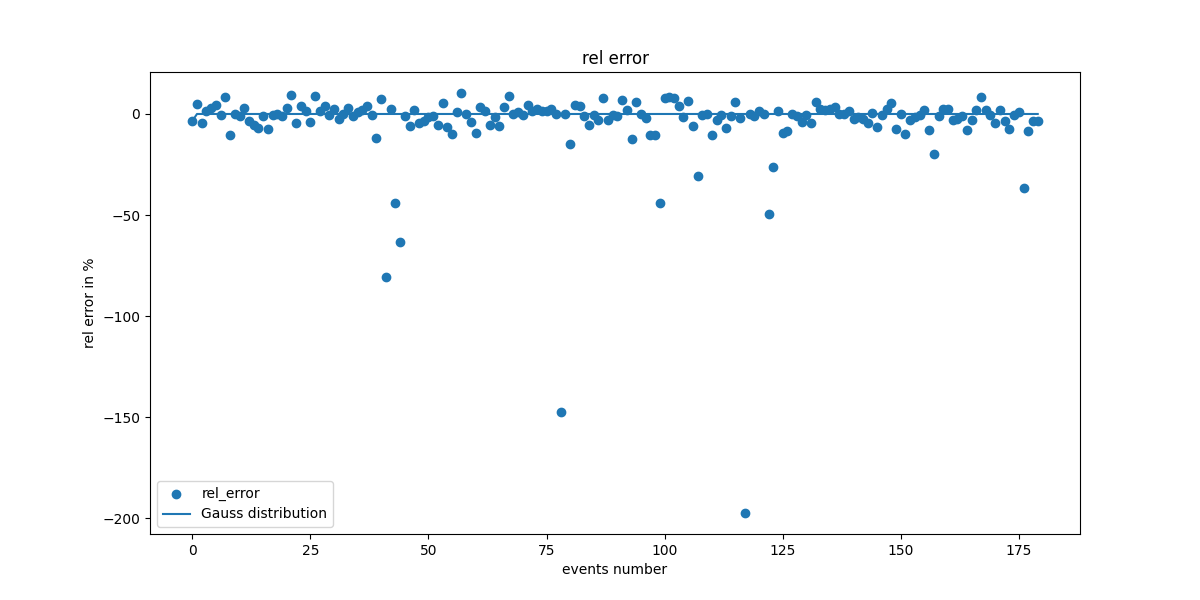 rel error
rel error in %
0
−50
−100
−150
−200
rel_error
Gauss distribution
0 25 50 75 100 125 150 175
events number